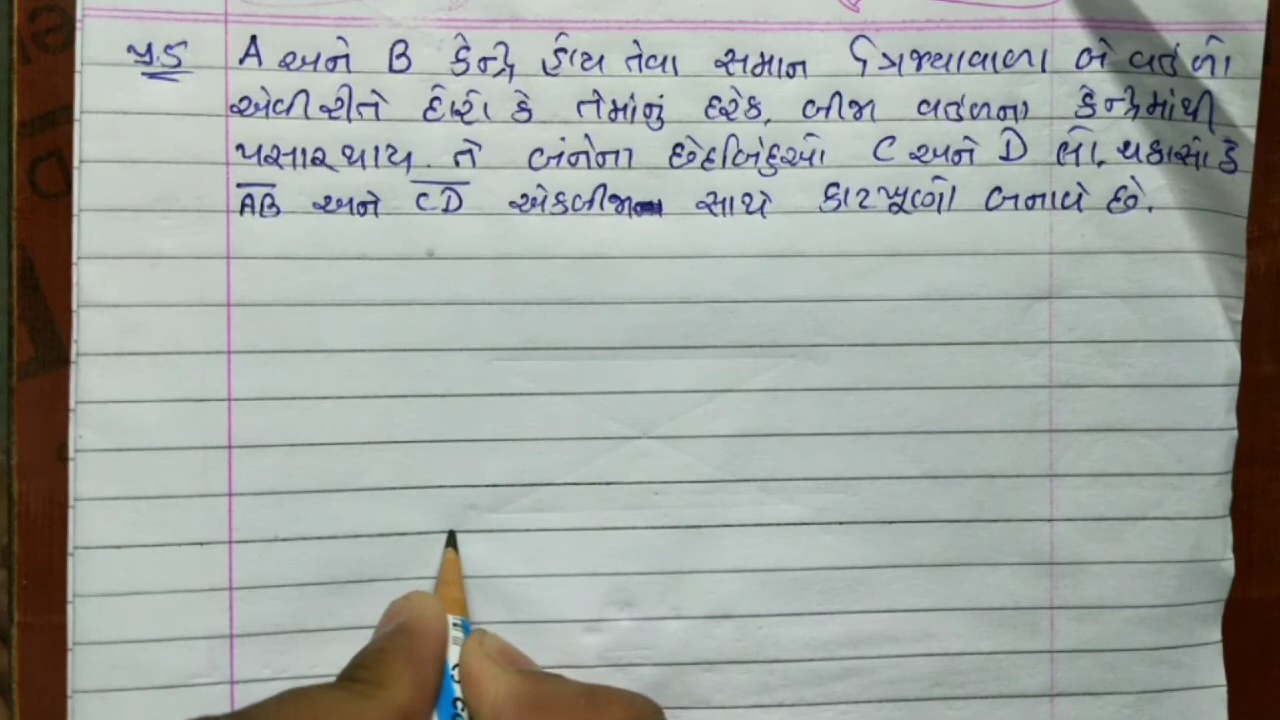 પ્ર.5 A અને B કેન્દ્રો હોય તેવા સમાન ત્રિજ્યાવાળા બે વર્તુળો
એવી રીતે દોરો કે તેમાંનું દરેક, બીજા વર્તુળના કેન્દ્રમાંથી
પસાર થાય. તે બંનેના છેદબિંદુઓ C અને D લો. ચકાસો કે
AB અને CD એકબીજા સાથે કાટખૂણો બનાવે છે.